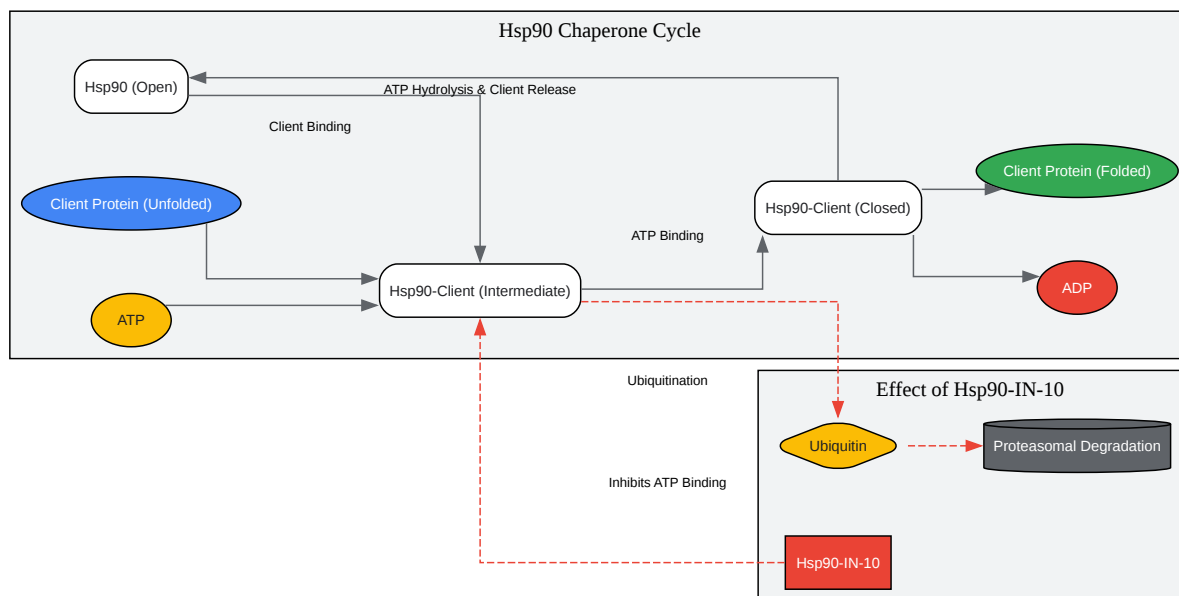 Hsp90 Chaperone Cycle
Hsp90 (Open)
ATP Hydrolysis & Client Release
Client Binding
Client Protein (Folded)
Client Protein (Unfolded)
Hsp90-Client (Closed)
ATP Binding
Hsp90-Client (Intermediate)
ADP
ATP
Ubiquitination
Effect of Hsp90-IN-10
Ubiquitin
Proteasomal Degradation
Inhibits ATP Binding
Hsp90-IN-10